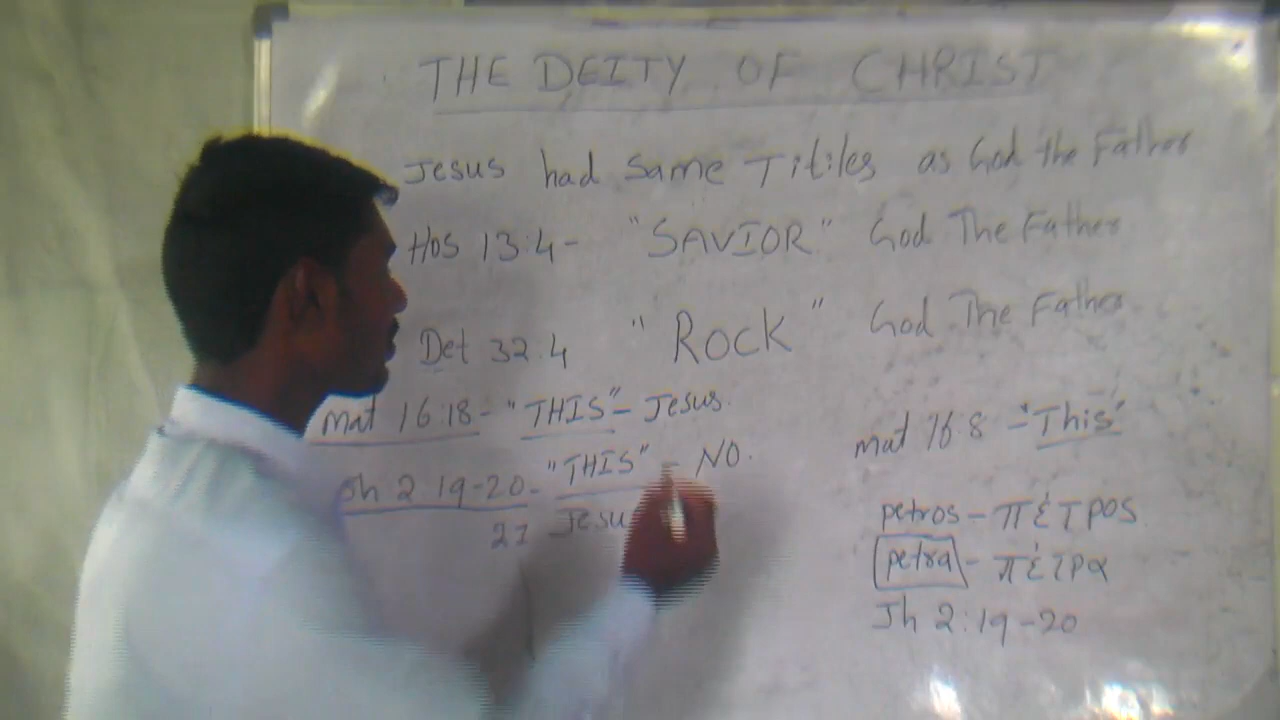 THE DEITY OF CHRIST
Jesus had Same Titiles as God the Father
Hos 13:4- "SAVIOR" God The Father
Det 32.4 "ROCK" God The Father
mat 16:18- "THIS"- Jesus.
Jh 2 19-20- "THIS" - NO.
21 Jesu
mat 16:8 - "This"
petros - πέτρος
petra - πέτρα
Jh 2:19-20